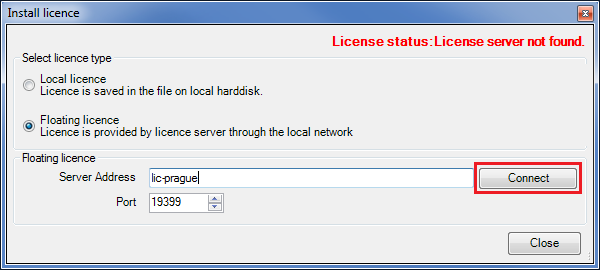 Install licence
License status:License server not found.
Select licence type
Local licence
Licence is saved in the file on local harddisk.
Floating licence
Licence is provided by licence server through the local network
Floating licence
Server Address lic-prague Connect
Port 19399
Close